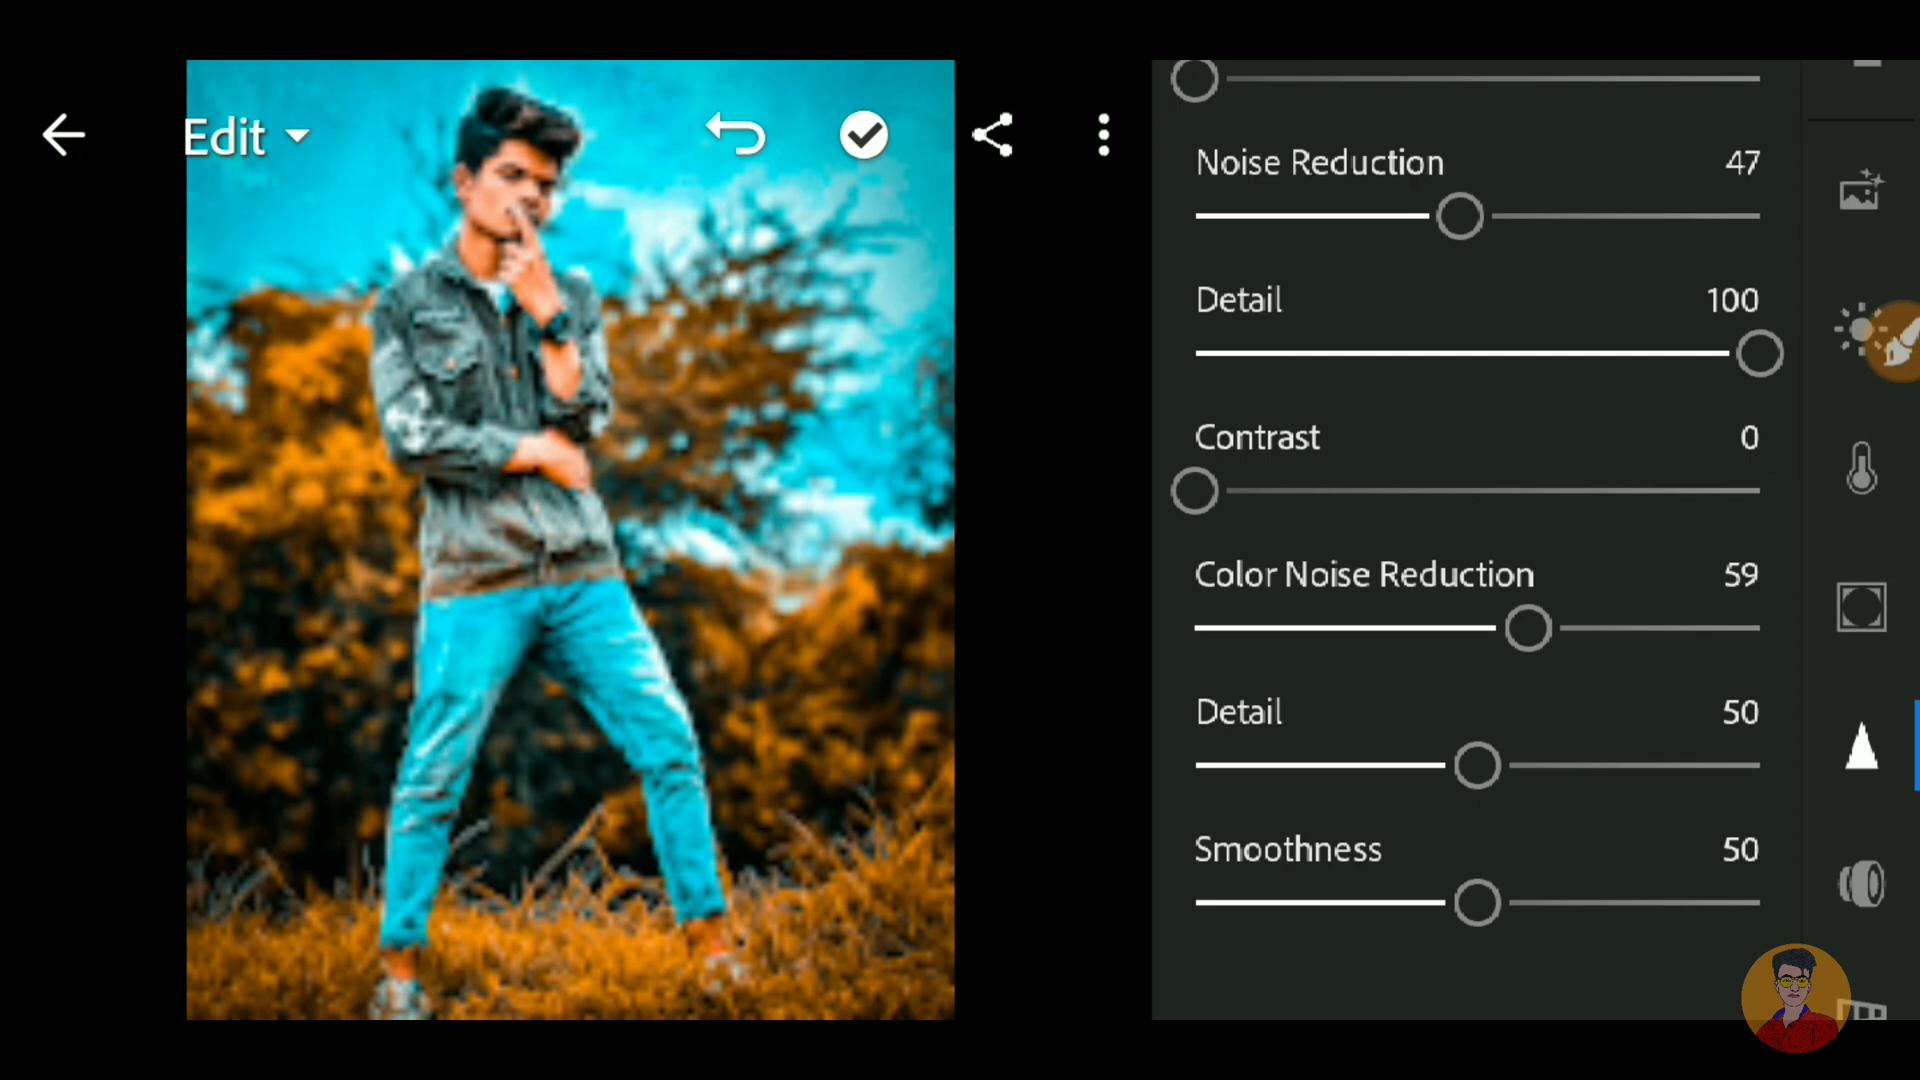 Edit
Noise Reduction 47
Detail 100
Contrast 0
Color Noise Reduction 59
Detail 50
Smoothness 50